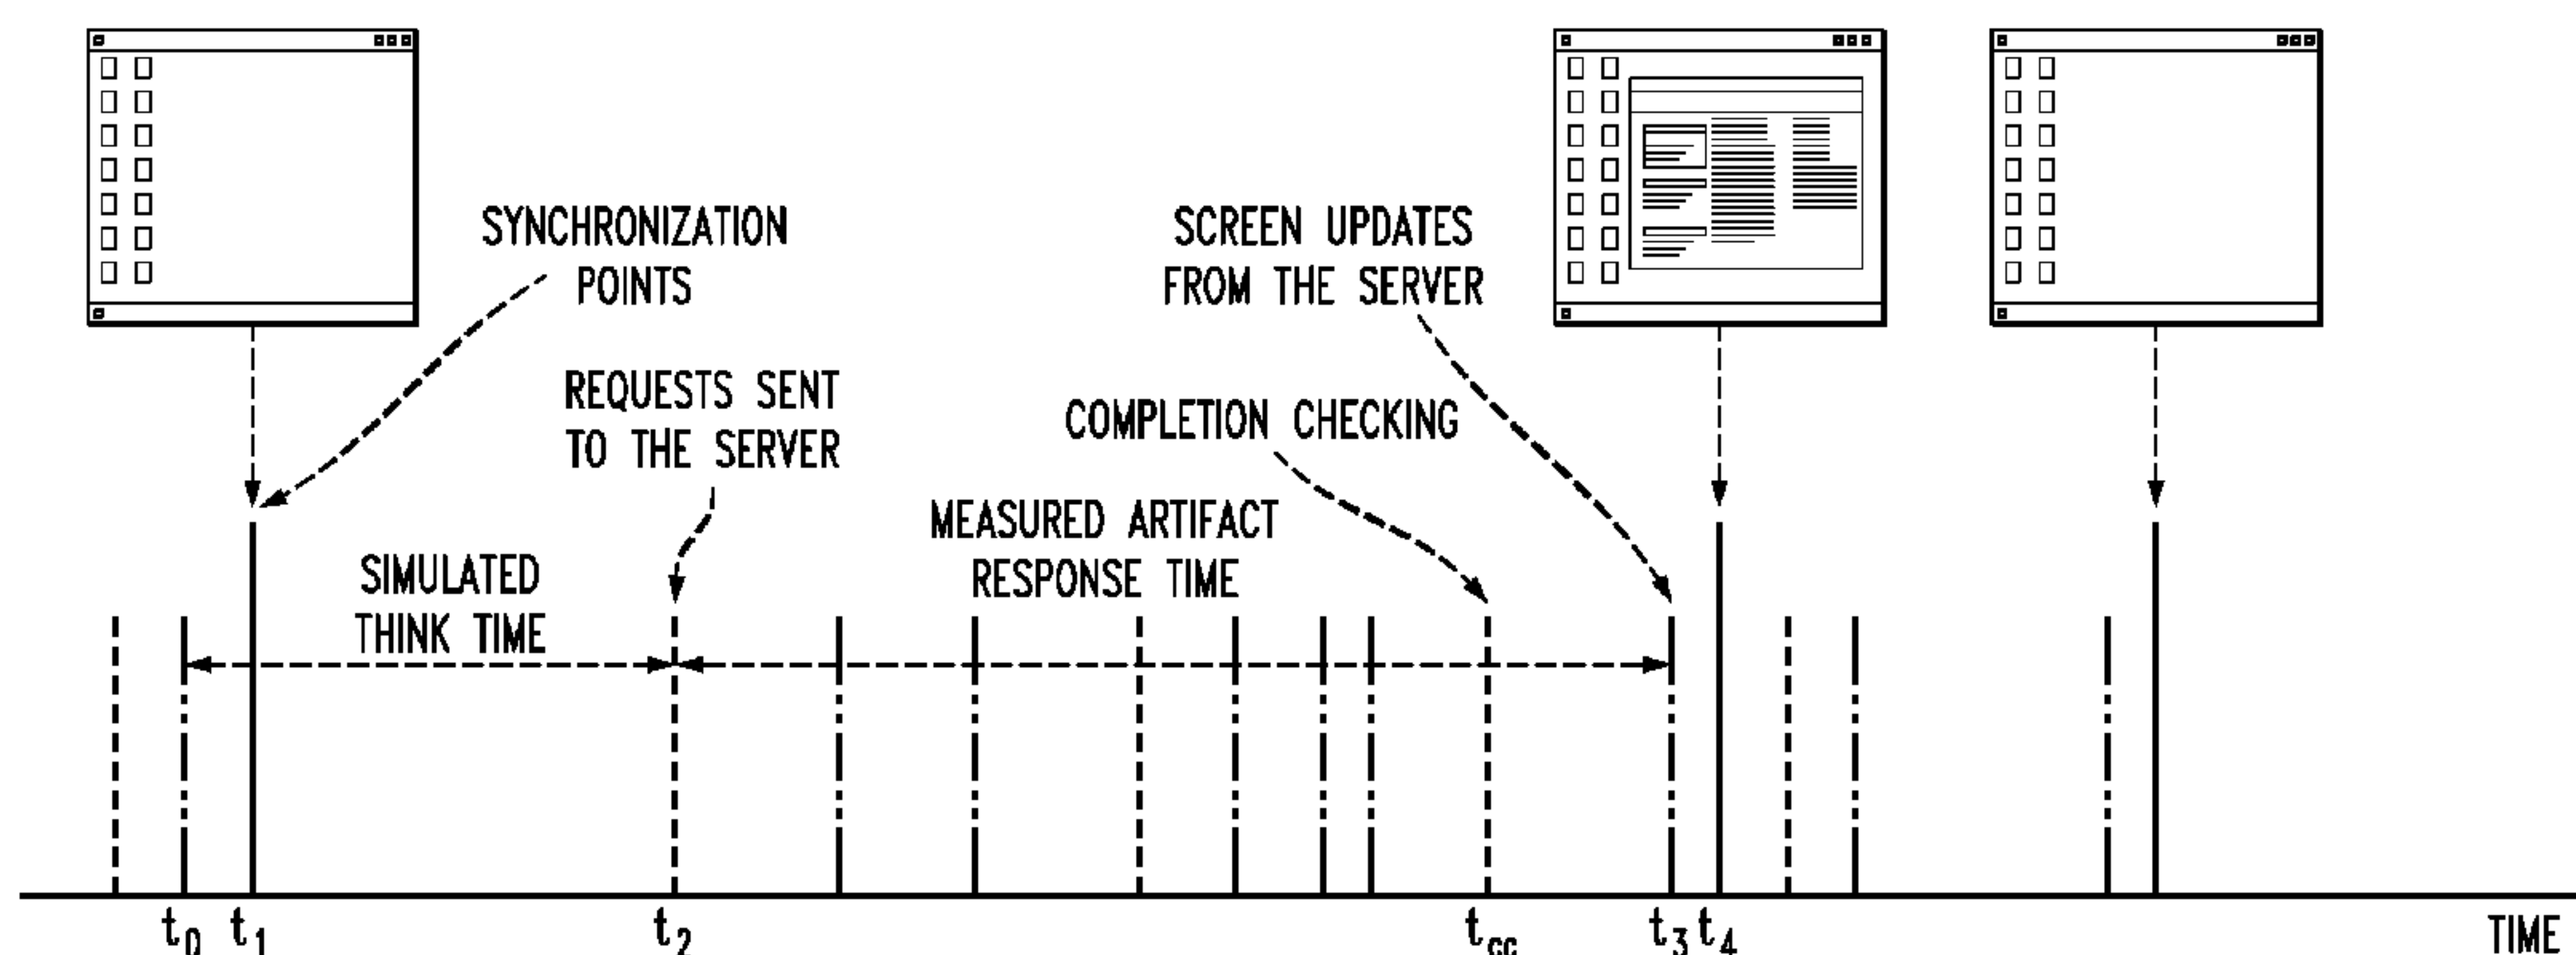 SYNCHRONIZATION
POINTS
SCREEN UPDATES
FROM THE SERVER
REQUESTS SENT
TO THE SERVER
COMPLETION CHECKING
MEASURED ARTIFACT
RESPONSE TIME
SIMULATED
THINK TIME
t0 t1 t2 tcc t3 t4 TIME